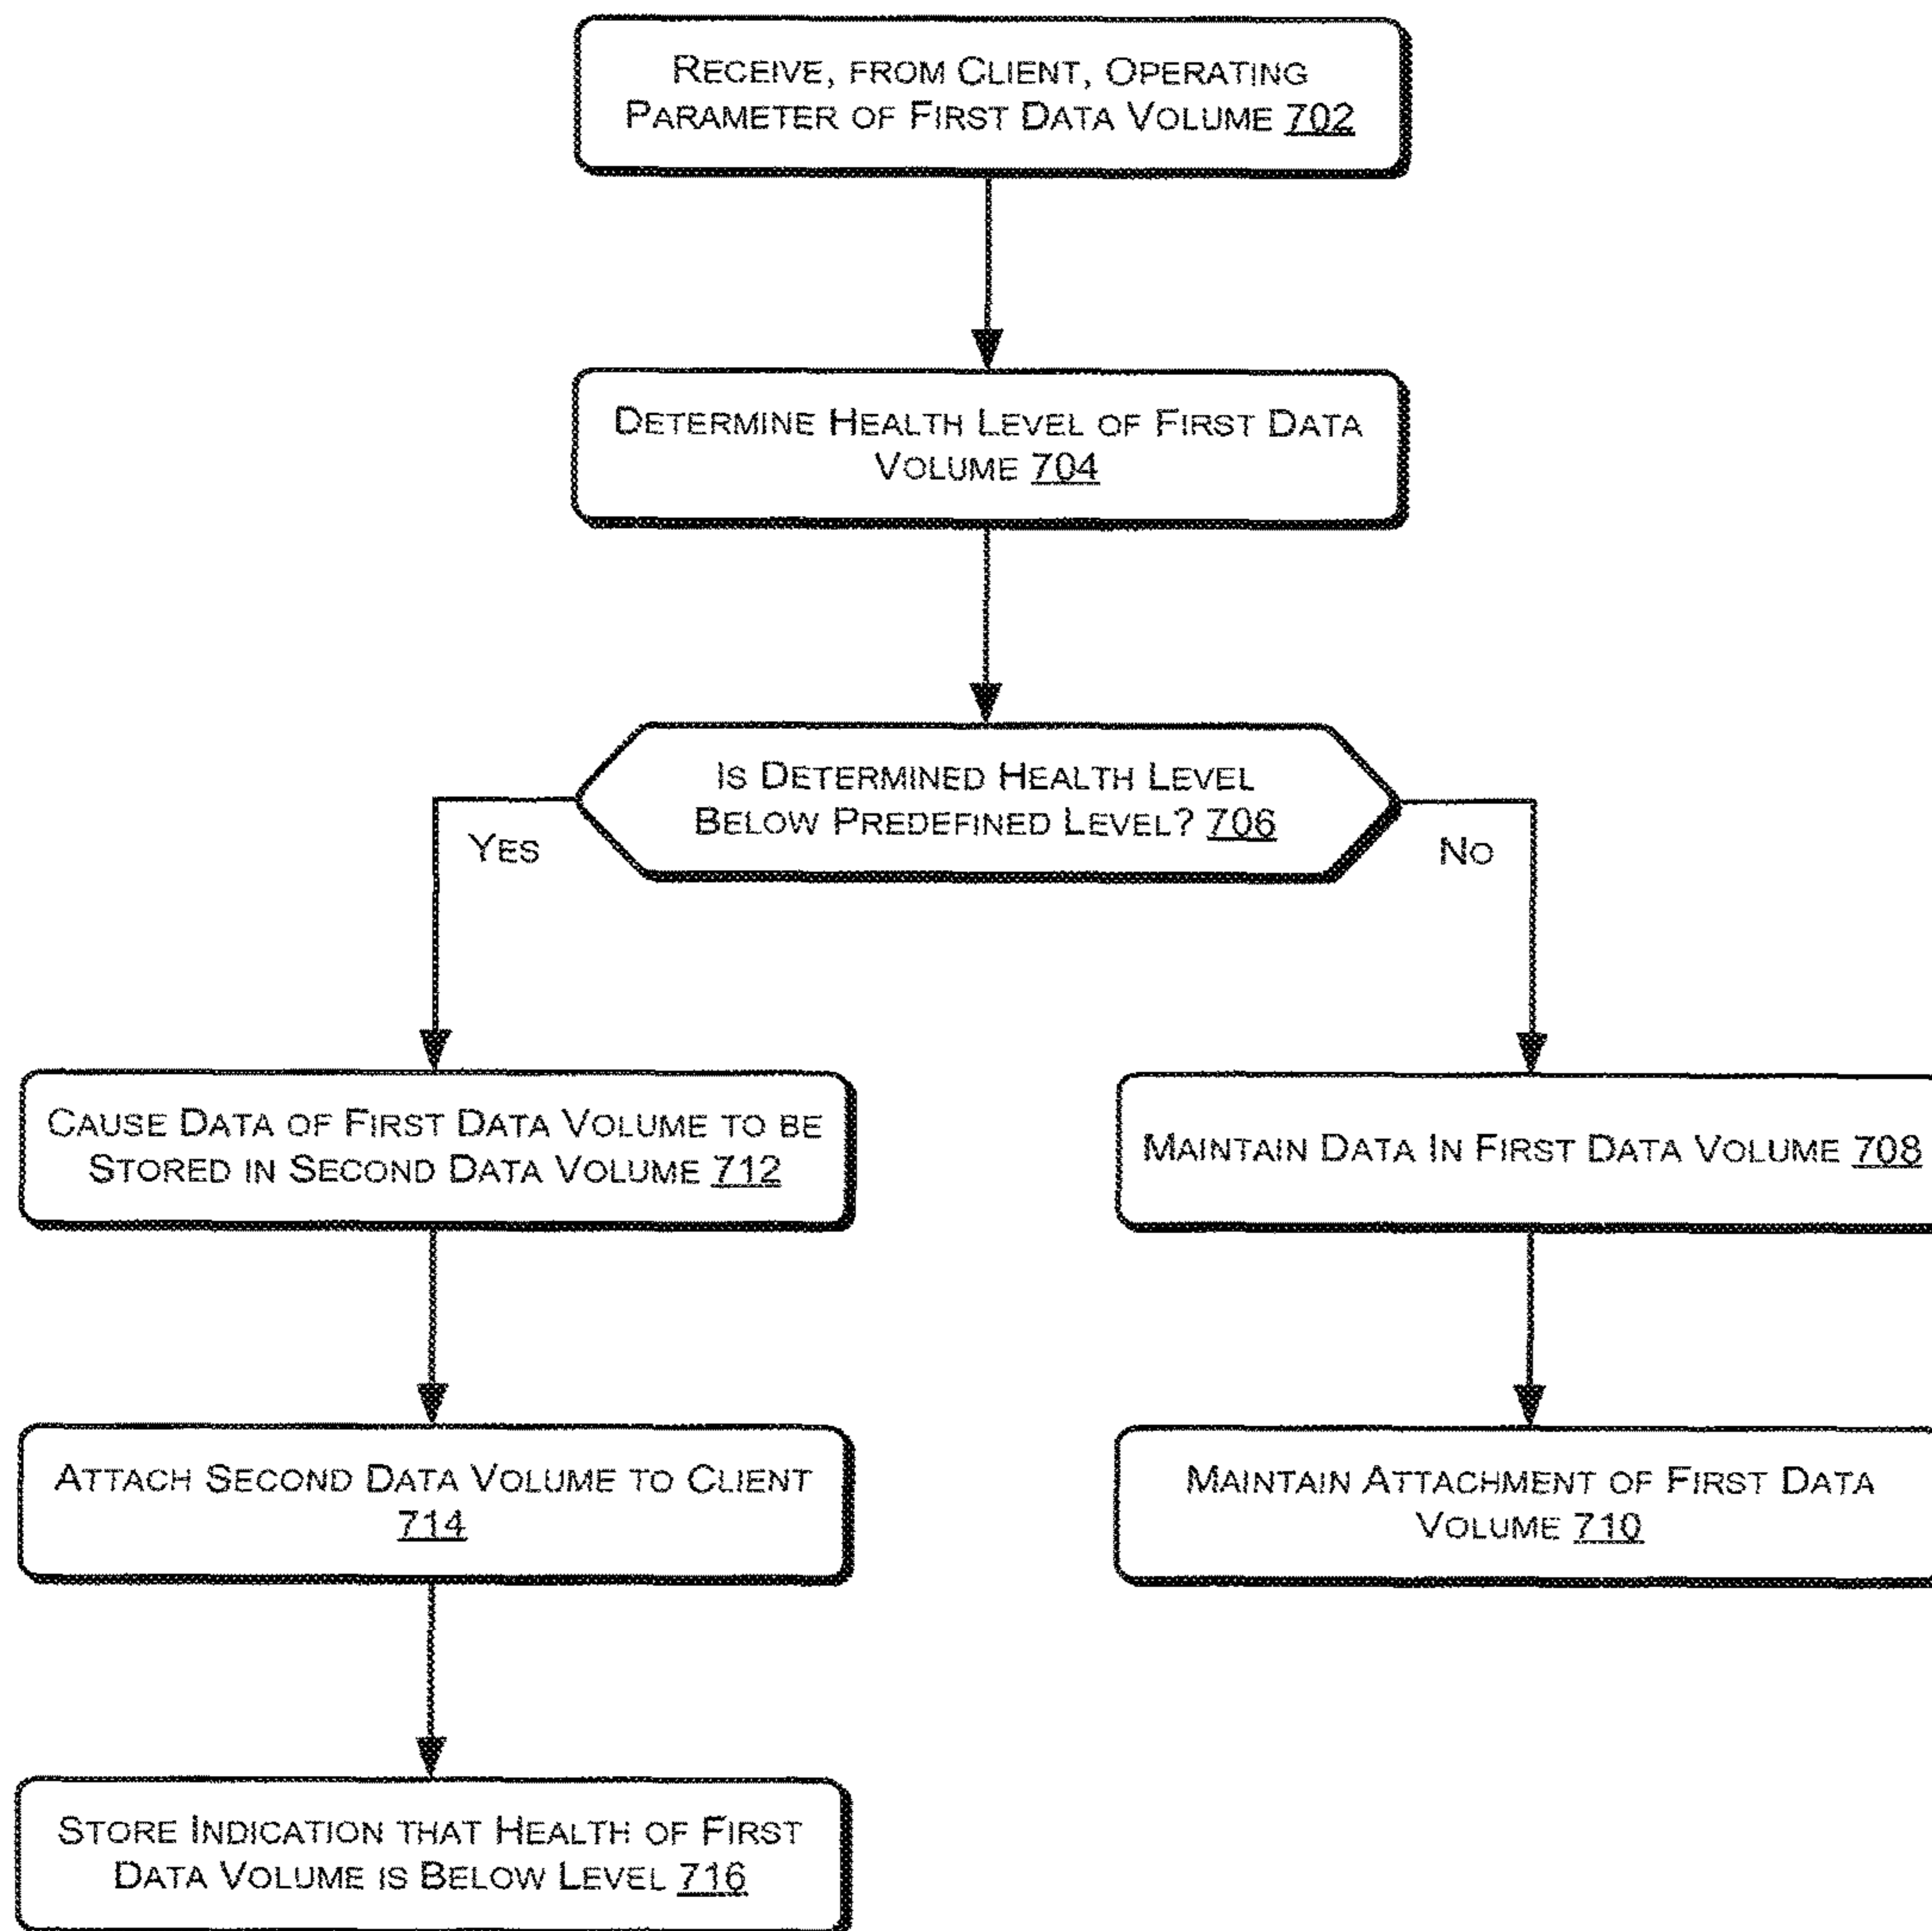 RECEIVE, FROM CLIENT, OPERATING
PARAMETER OF FIRST DATA VOLUME 702
DETERMINE HEALTH LEVEL OF FIRST DATA
VOLUME 704
IS DETERMINED HEALTH LEVEL
BELOW PREDEFINED LEVEL? 706
YES
NO
CAUSE DATA OF FIRST DATA VOLUME TO BE
STORED IN SECOND DATA VOLUME 712
MAINTAIN DATA IN FIRST DATA VOLUME 708
ATTACH SECOND DATA VOLUME TO CLIENT
714
MAINTAIN ATTACHMENT OF FIRST DATA
VOLUME 710
STORE INDICATION THAT HEALTH OF FIRST
DATA VOLUME IS BELOW LEVEL 716